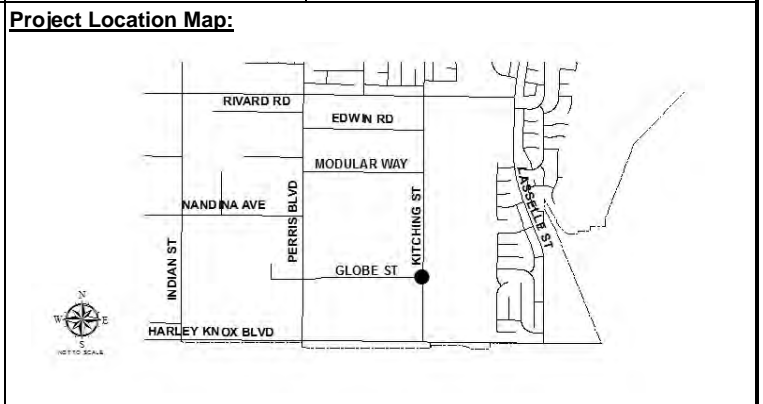 Project Location Map:
RIVARD RD
EDWIN RD
MODULAR WAY
NANDINA AVE
PERRIS BLVD
KITCHING ST
LASSELLE ST
INDIAN ST
GLOBE ST
HARLEY KNOX BLVD
N
W E
S
NOT TO SCALE